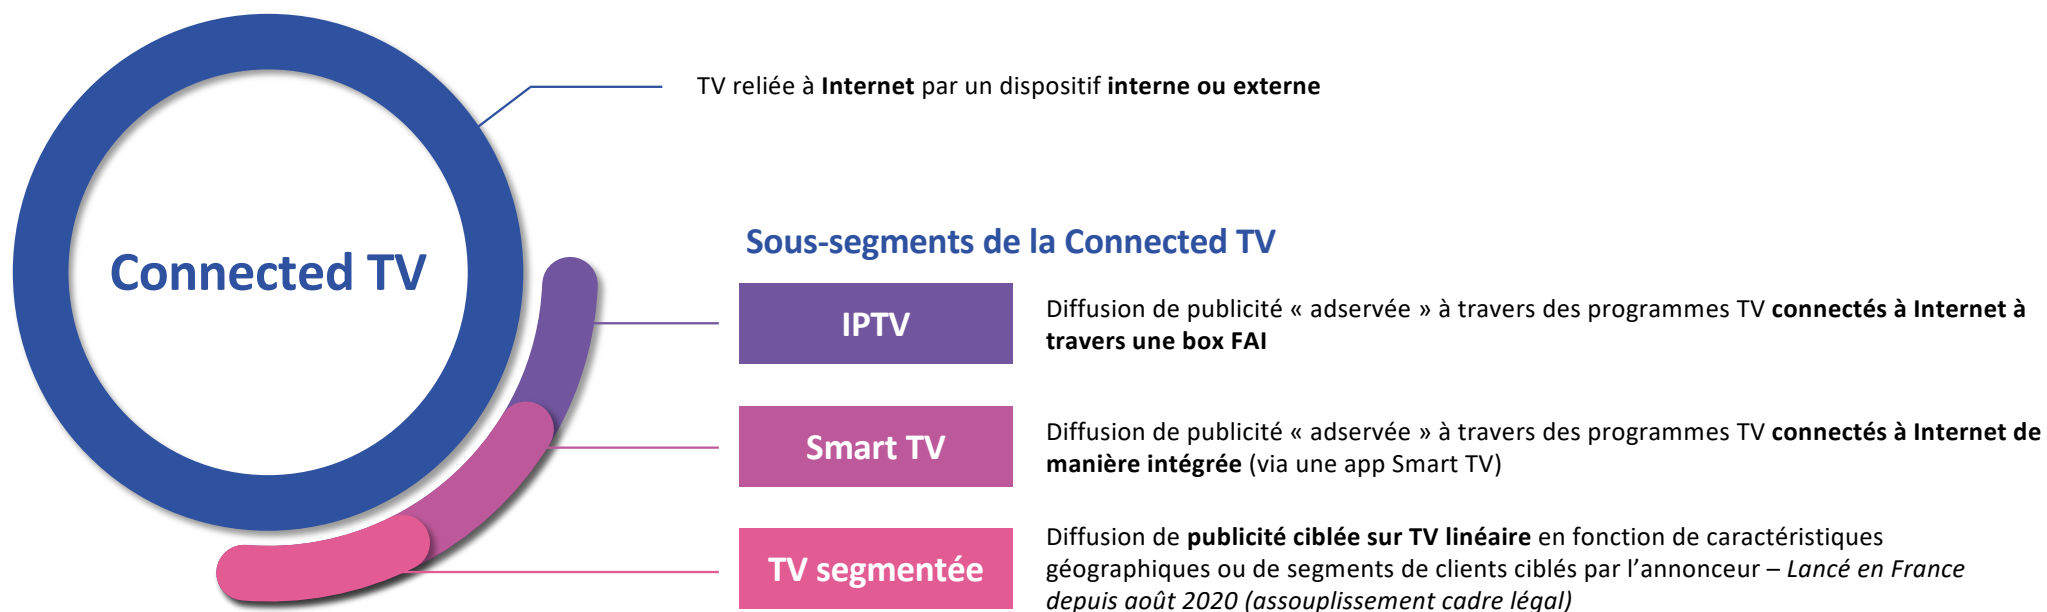 TV reliée à Internet par un dispositif interne ou externe
Connected TV
Sous-segments de la Connected TV
IPTV
Diffusion de publicité « adservée » à travers des programmes TV connectés à Internet à
travers une box FAI
Smart TV
Diffusion de publicité « adservée » à travers des programmes TV connectés à Internet de
manière intégrée (via une app Smart TV)
TV segmentée
Diffusion de publicité ciblée sur TV linéaire en fonction de caractéristiques
géographiques ou de segments de clients ciblés par l’annonceur – Lancé en France
depuis août 2020 (assouplissement cadre légal)